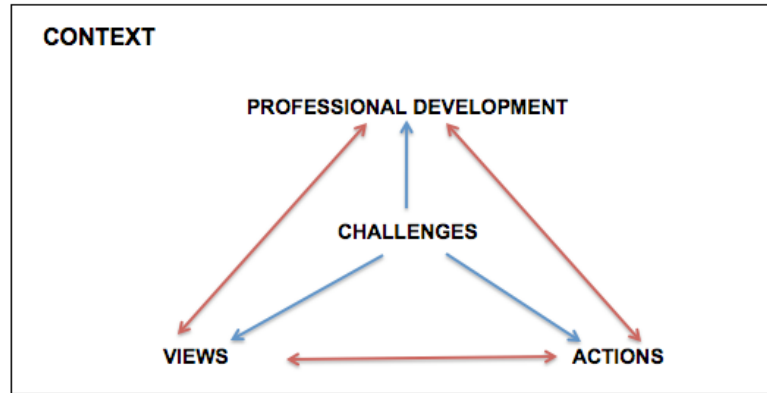 CONTEXT
PROFESSIONAL DEVELOPMENT
CHALLENGES
VIEWS
ACTIONS